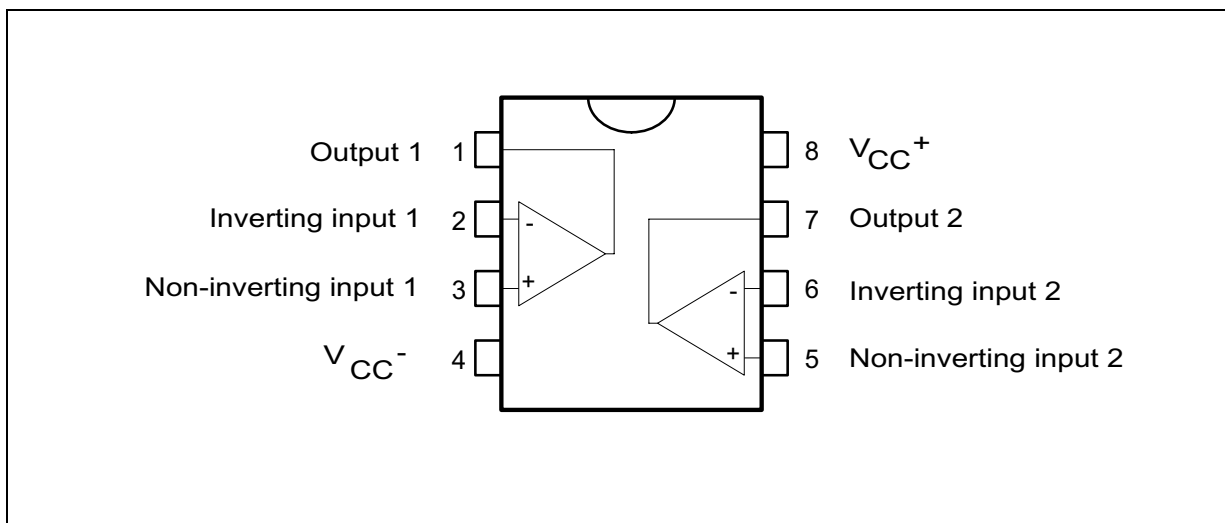 Output 1 1
Inverting input 1 2
Non-inverting input 1 3
VCC- 4
-
+
8 VCC+
7 Output 2
6 Inverting input 2
5 Non-inverting input 2
-
+